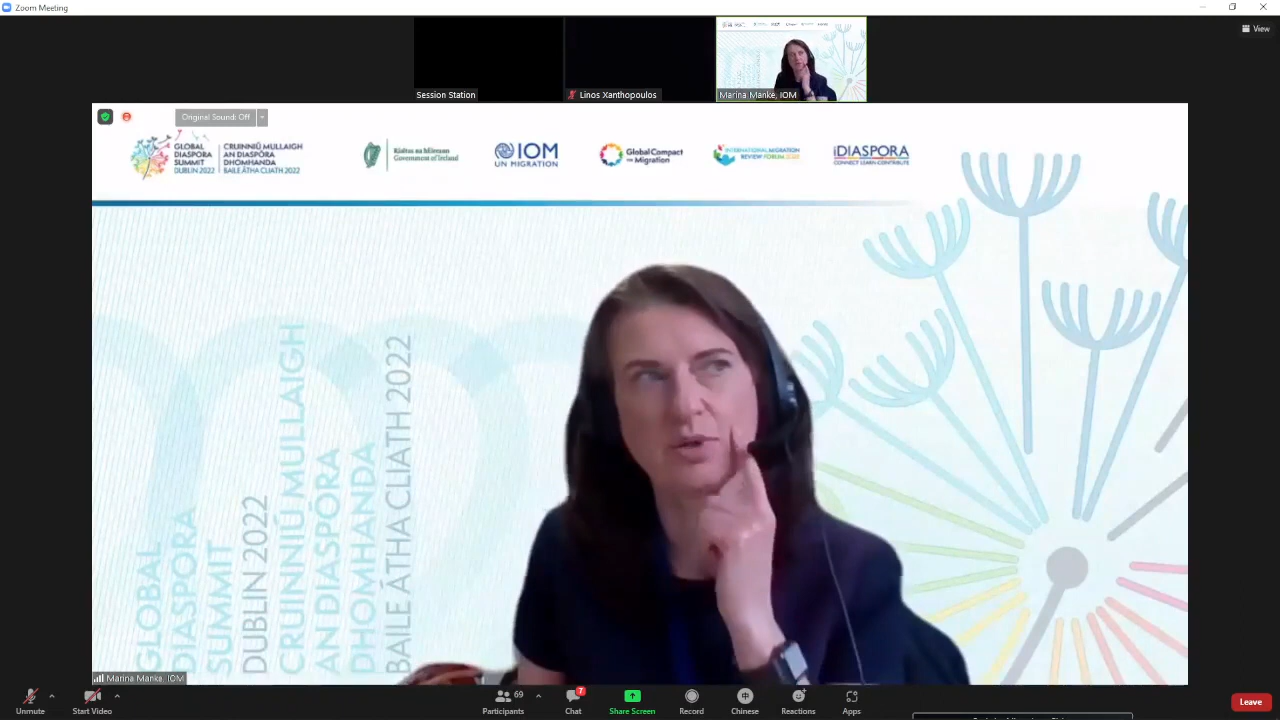 Zoom Meeting
View
Session Station
Linos Xanthopoulos
Marina Manke, IOM
Original Sound: Off
GLOBAL
DIASPORA
SUMMIT
DUBLIN 2022
CRUINNIÚ MULLAIGH
AN DIASPÓRA
DHOMHANDA
BAILE ÁTHA CLIATH 2022
Rialtas na hÉireann
Government of Ireland
IOM
UN MIGRATION
Global Compact
for Migration
INTERNATIONAL MIGRATION
REVIEW FORUM 2022
iDIASPORA
CONNECT·LEARN·CONTRIBUTE
GLOBAL
DIASPORA
SUMMIT
DUBLIN 2022
CRUINNIÚ MULLAIGH
AN DIASPÓRA
DHOMHANDA
BAILE ÁTHA CLIATH 2022
Marina Manke, IOM
Unmute
Start Video
Participants
69
Chat
7
Share Screen
Record
Chinese
Reactions
Apps
Leave